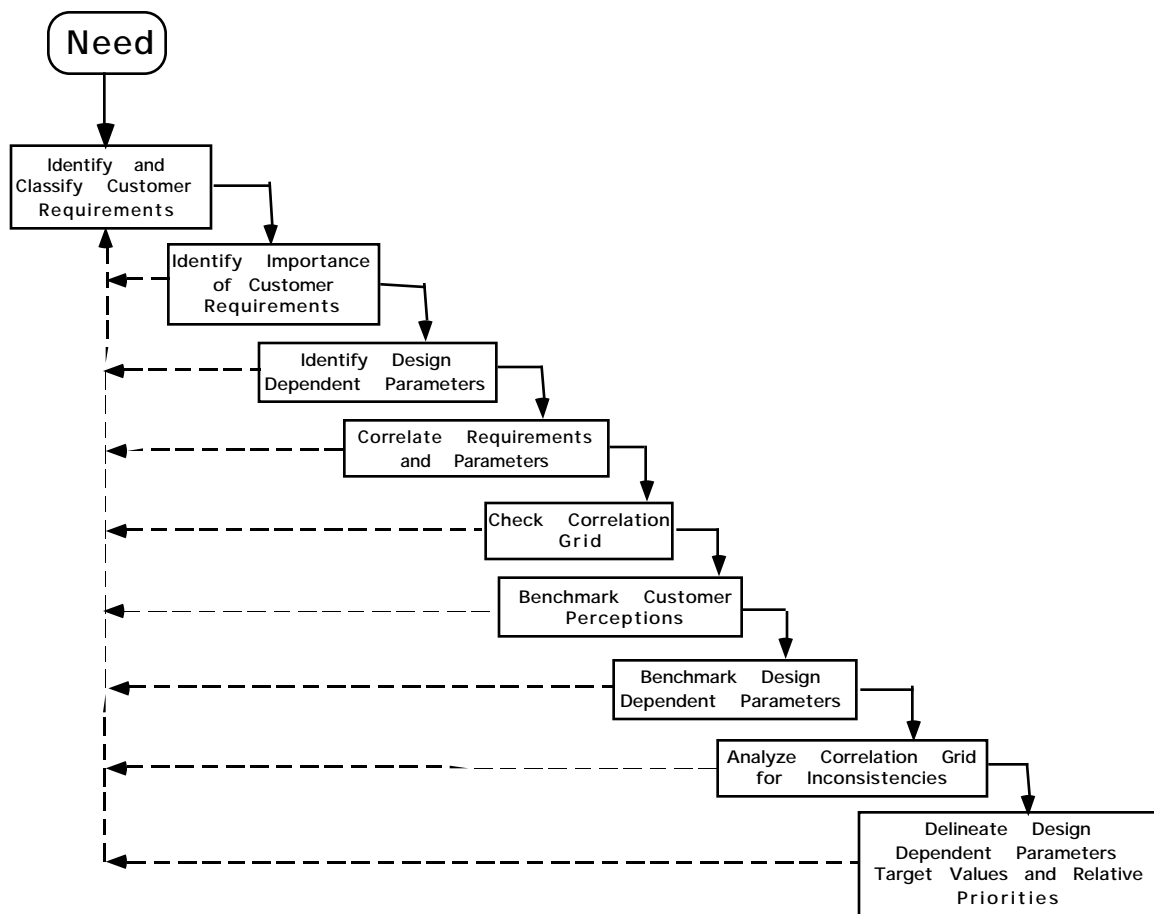 Need
Identify and
Classify Customer
Requirements
Identify Importance
of Customer
Requirements
Identify Design
Dependent Parameters
Correlate Requirements
and Parameters
Check Correlation
Grid
Benchmark Customer
Perceptions
Benchmark Design
Dependent Parameters
Analyze Correlation Grid
for Inconsistencies
Delineate Design
Dependent Parameters
Target Values and Relative
Priorities